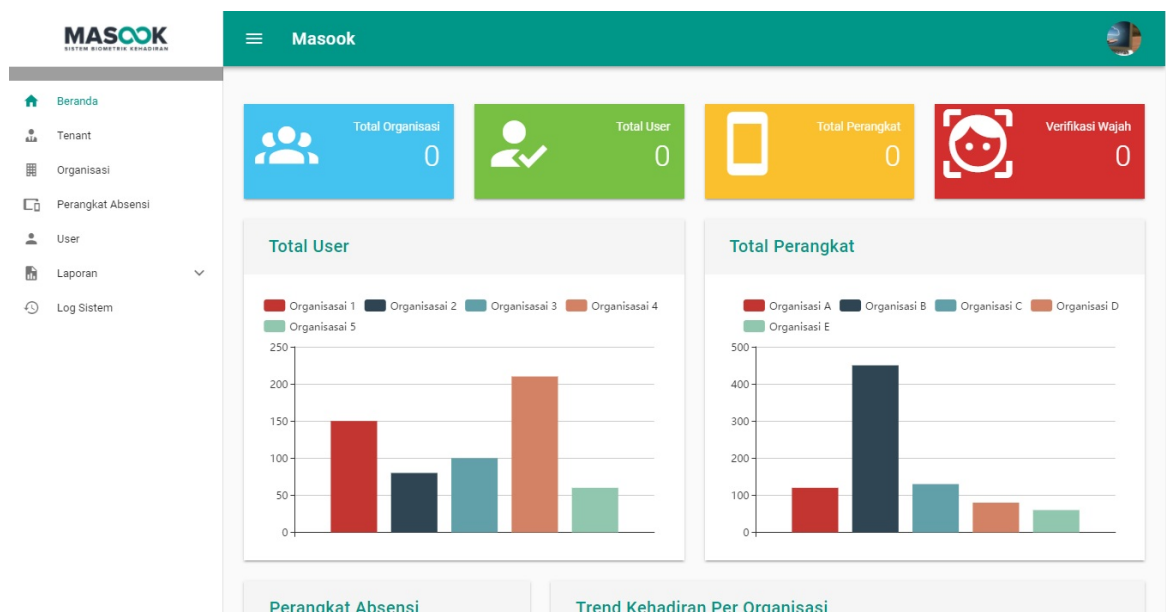 MASOOK
SISTEM BIOMETRIK KEHADIRAN
Masook
Beranda
Tenant
Organisasi
Perangkat Absensi
User
Laporan
Log Sistem
Total Organisasi
0
Total User
0
Total Perangkat
0
Verifikasi Wajah
0
Total User
Organisasai 1 Organisasai 2 Organisasai 3 Organisasai 4
Organisasai 5
250
200
150
100
50
0
Total Perangkat
Organisasi A Organisasi B Organisasi C Organisasi D
Organisasi E
500
400
300
200
100
0
Perangkat Absensi
Trend Kehadiran Per Organisasi